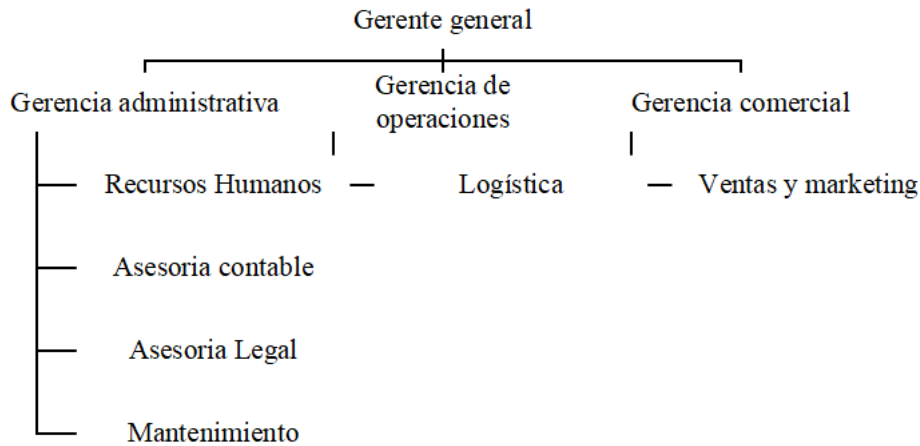 Gerente general
Gerencia administrativa
Gerencia de
operaciones
Gerencia comercial
Recursos Humanos
Logística
Ventas y marketing
Asesoria contable
Asesoria Legal
Mantenimiento